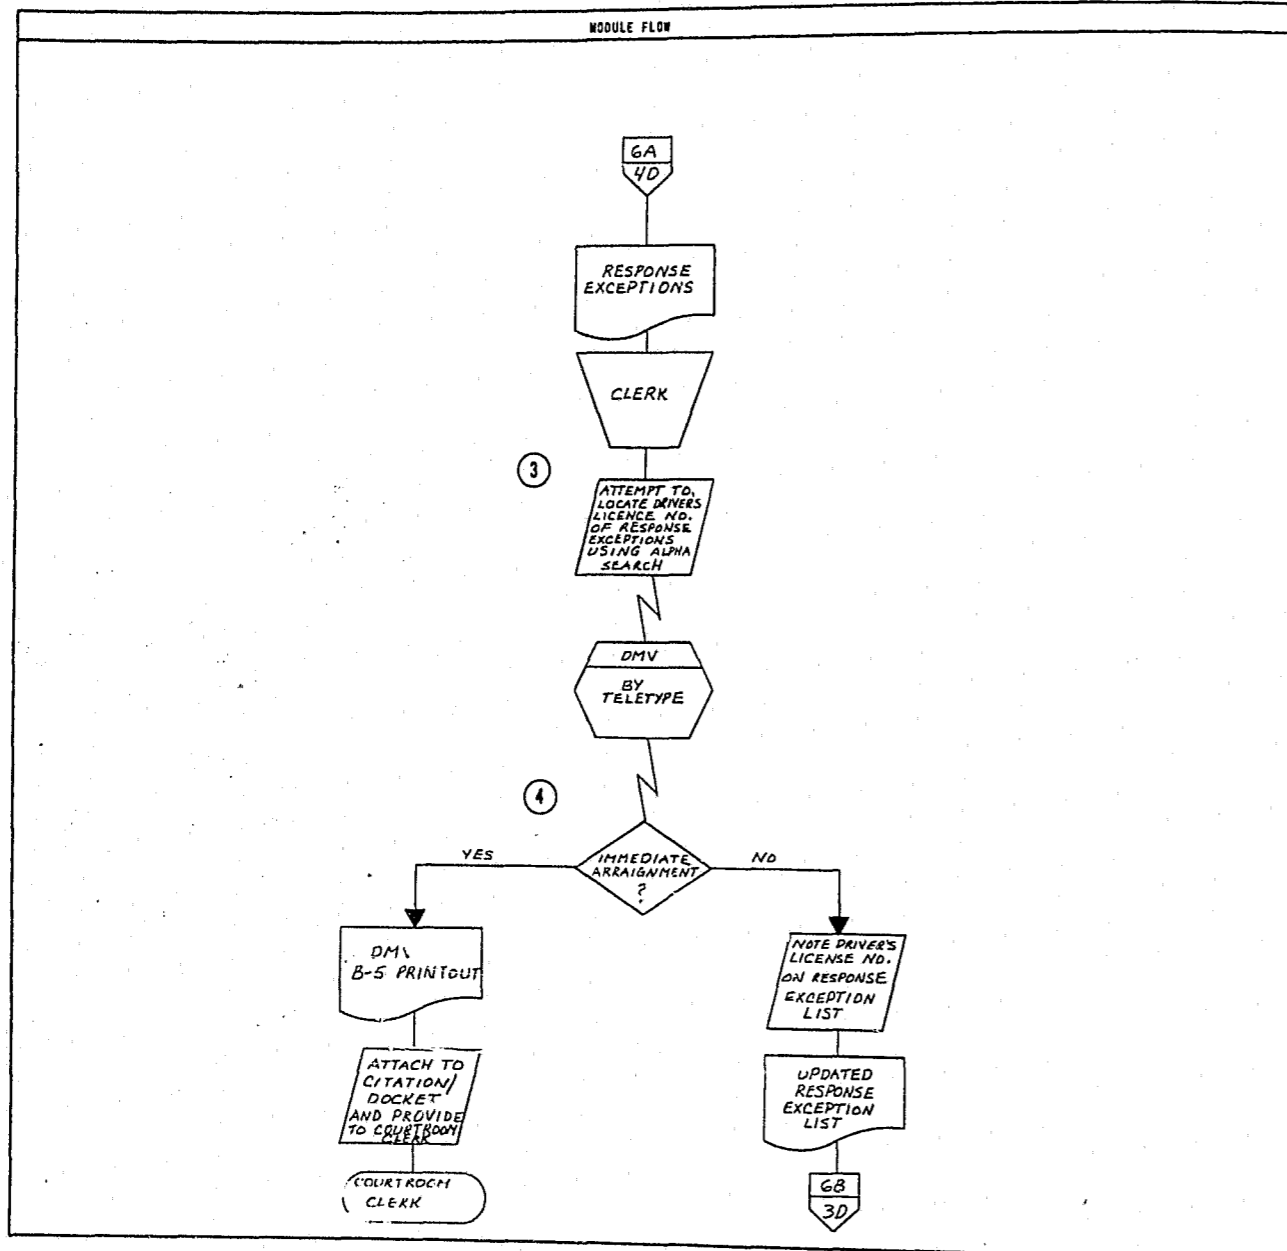 MODULE FLOW
6A
4D
RESPONSE
EXCEPTIONS
CLERK
3
ATTEMPT TO
LOCATE DRIVERS
LICENCE NO.
OF RESPONSE
EXCEPTIONS
USING ALPHA
SEARCH
DMV
BY
TELETYPE
4
IMMEDIATE
ARRAIGNMENT
?
YES
NO
DMV
B-5 PRINTOUT
ATTACH TO
CITATION/
DOCKET
AND PROVIDE
TO COURTROOM
CLERK
COURTROOM
CLERK
NOTE DRIVER'S
LICENSE NO.
ON RESPONSE
EXCEPTION
LIST
UPDATED
RESPONSE
EXCEPTION
LIST
6B
3D